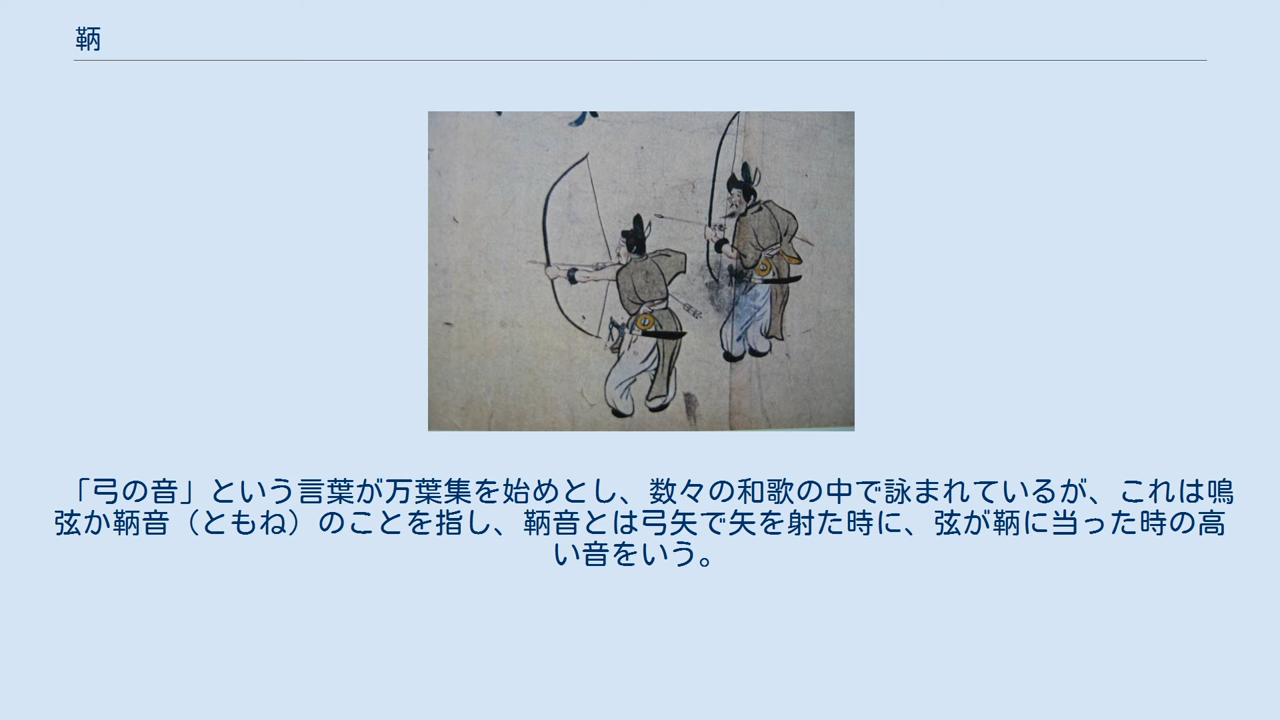 鞆
「弓の音」という言葉が万葉集を始めとし、数々の和歌の中で詠まれているが、これは鳴
弦か鞆音（ともね）のことを指し、鞆音とは弓矢で矢を射た時に、弦が鞆に当った時の高
い音をいう。